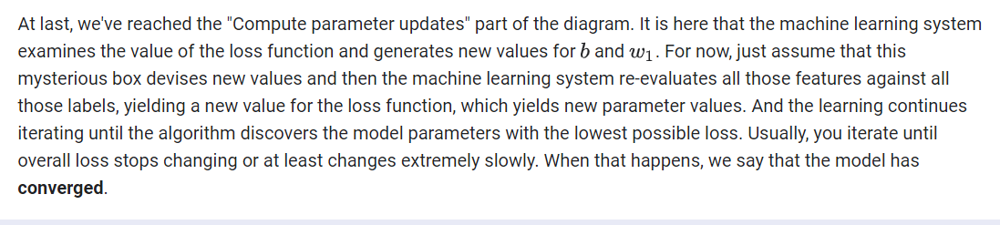 At last, we've reached the "Compute parameter updates" part of the diagram. It is here that the machine learning system
examines the value of the loss function and generates new values for b and w₁. For now, just assume that this
mysterious box devises new values and then the machine learning system re-evaluates all those features against all
those labels, yielding a new value for the loss function, which yields new parameter values. And the learning continues
iterating until the algorithm discovers the model parameters with the lowest possible loss. Usually, you iterate until
overall loss stops changing or at least changes extremely slowly. When that happens, we say that the model has
converged.